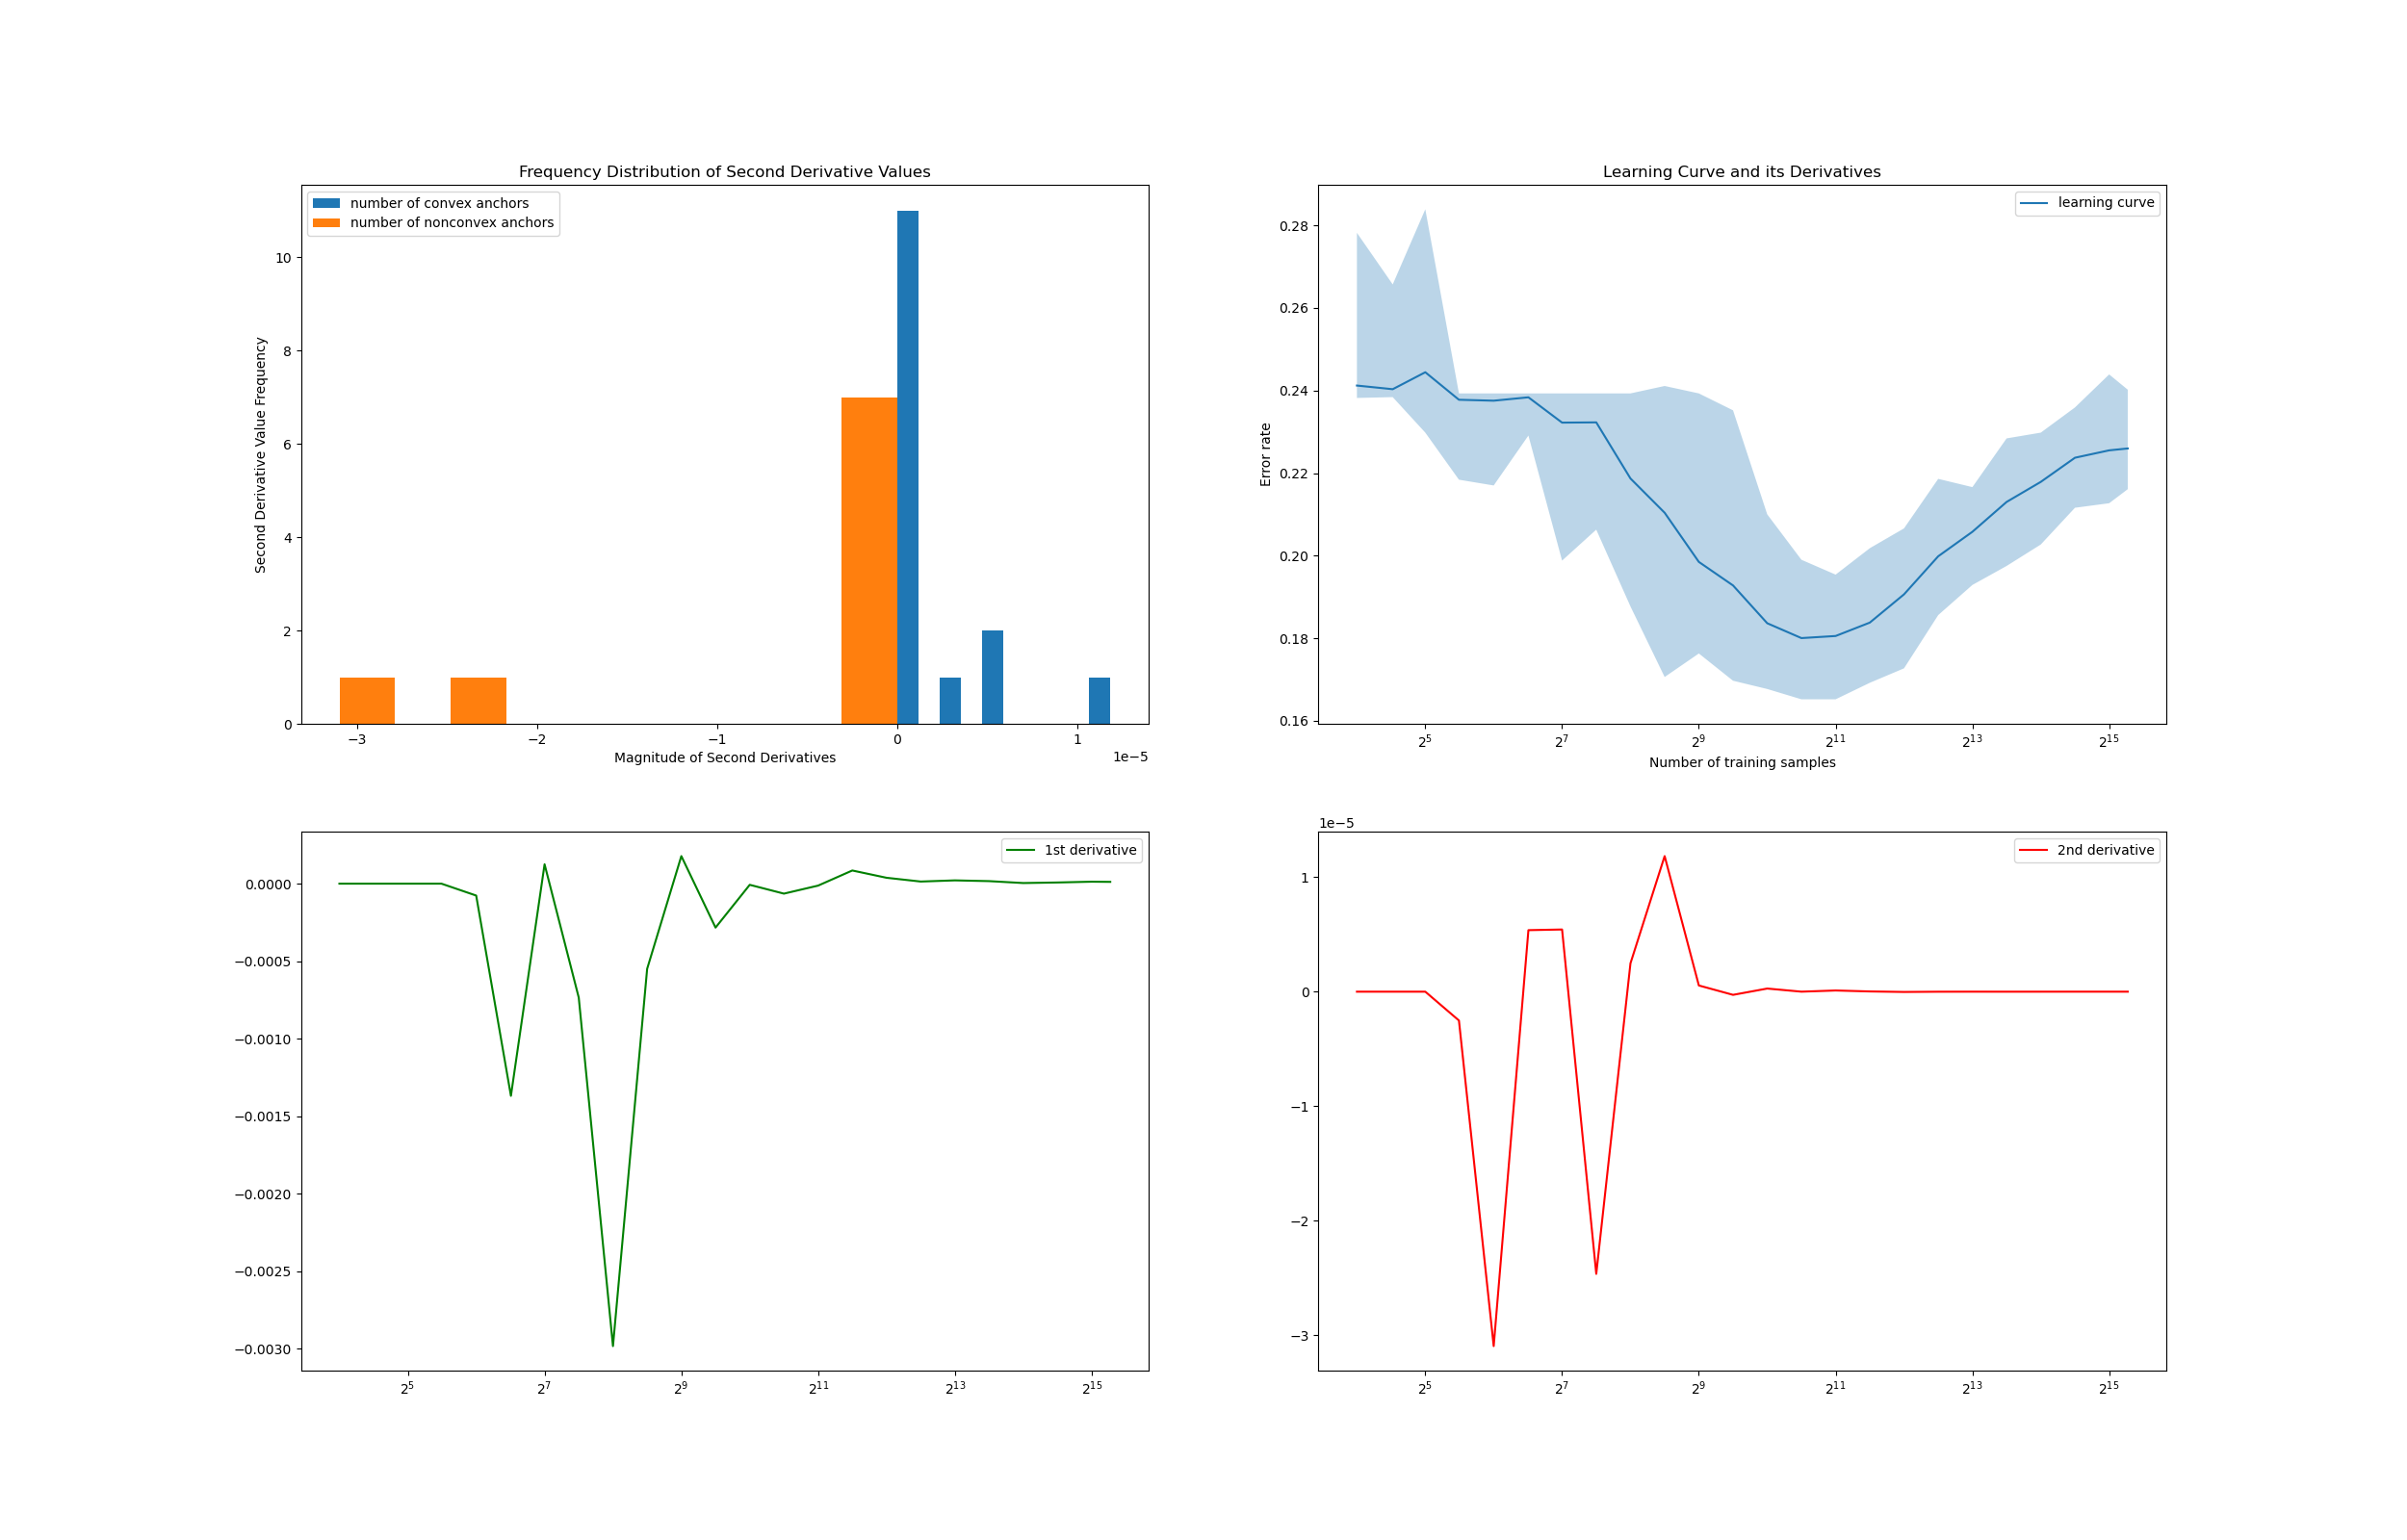 Frequency Distribution of Second Derivative Values
number of convex anchors
number of nonconvex anchors
Second Derivative Value Frequency
10
8
6
4
2
0
−3 −2 −1 0 1
1e−5
Magnitude of Second Derivatives
Learning Curve and its Derivatives
learning curve
Error rate
0.28
0.26
0.24
0.22
0.20
0.18
0.16
2^5 2^7 2^9 2^11 2^13 2^15
Number of training samples
1st derivative
0.0000
−0.0005
−0.0010
−0.0015
−0.0020
−0.0025
−0.0030
2^5 2^7 2^9 2^11 2^13 2^15
1e−5
2nd derivative
1
0
−1
−2
−3
2^5 2^7 2^9 2^11 2^13 2^15